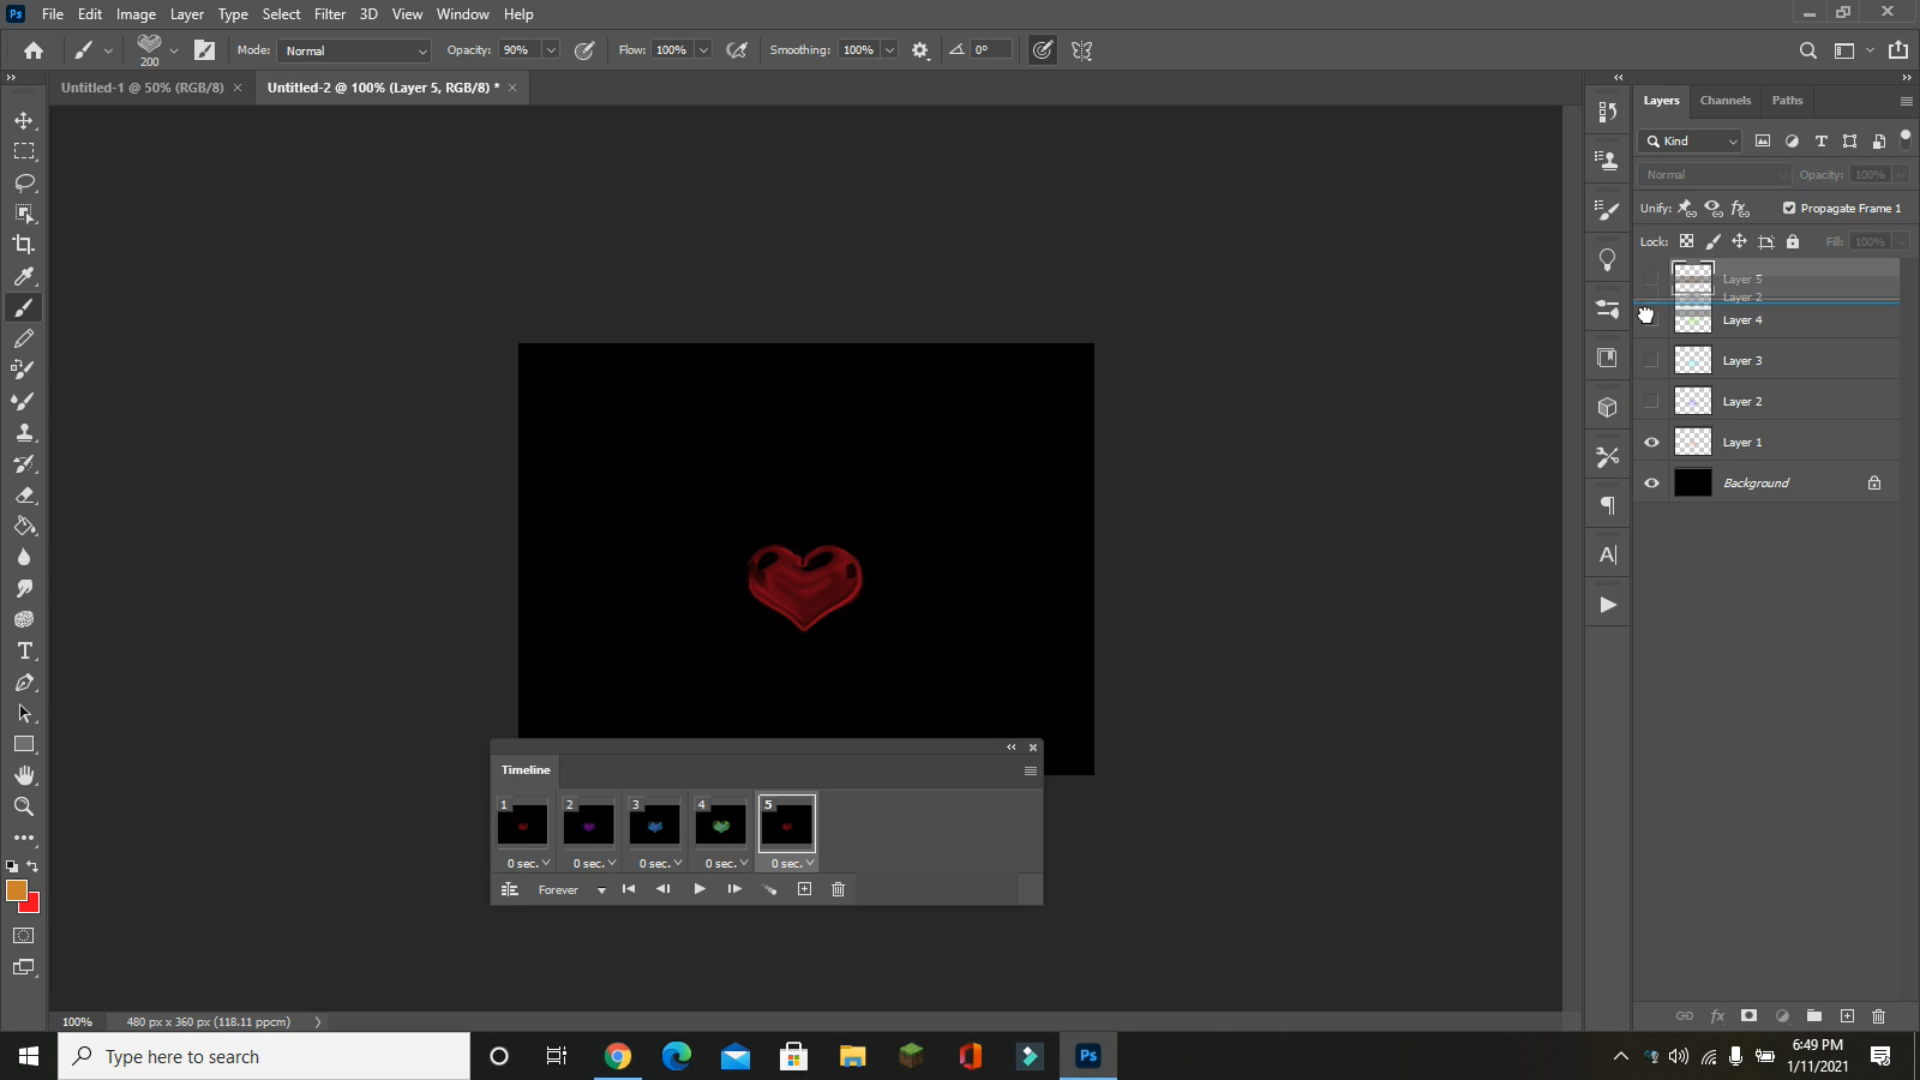 Ps File Edit Image Layer Type Select Filter 3D View Window Help
200 Mode: Normal Opacity: 90% Flow: 100% Smoothing: 100% 0°
Untitled-1 @ 50% (RGB/8) × Untitled-2 @ 100% (Layer 5, RGB/8) * ×
Layers Channels Paths
Kind
Normal Opacity: 100%
Unify: Propagate Frame 1
Lock: Fill: 100%
Layer 5
Layer 2
Layer 4
Layer 3
Layer 2
Layer 1
Background
Timeline
1 2 3 4 5
0 sec. 0 sec. 0 sec. 0 sec. 0 sec.
Forever
100% 480 px x 360 px (118.11 ppcm)
Type here to search
Ps
6:49 PM
1/11/2021